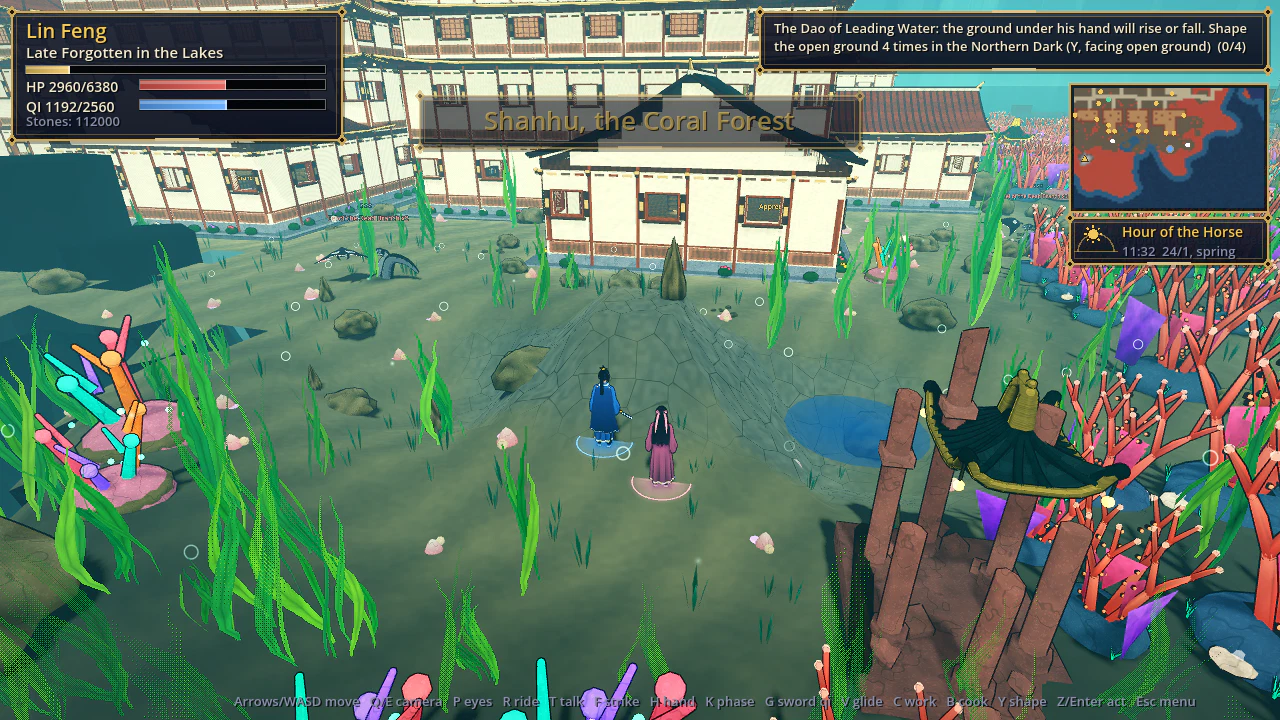 Lin Feng
Late Forgotten in the Lakes
HP 2960/6380
QI 1192/2560
Stones: 112000
The Dao of Leading Water: the ground under his hand will rise or fall. Shape
the open ground 4 times in the Northern Dark (Y, facing open ground) (0/4)
Shanhu, the Coral Forest
Hour of the Horse
11:32 24/1, spring
Arrows/WASD move Q/E camera P eyes R ride T talk F strike H hand K phase G sword qi V glide C work B cook Y shape Z/Enter act Esc menu